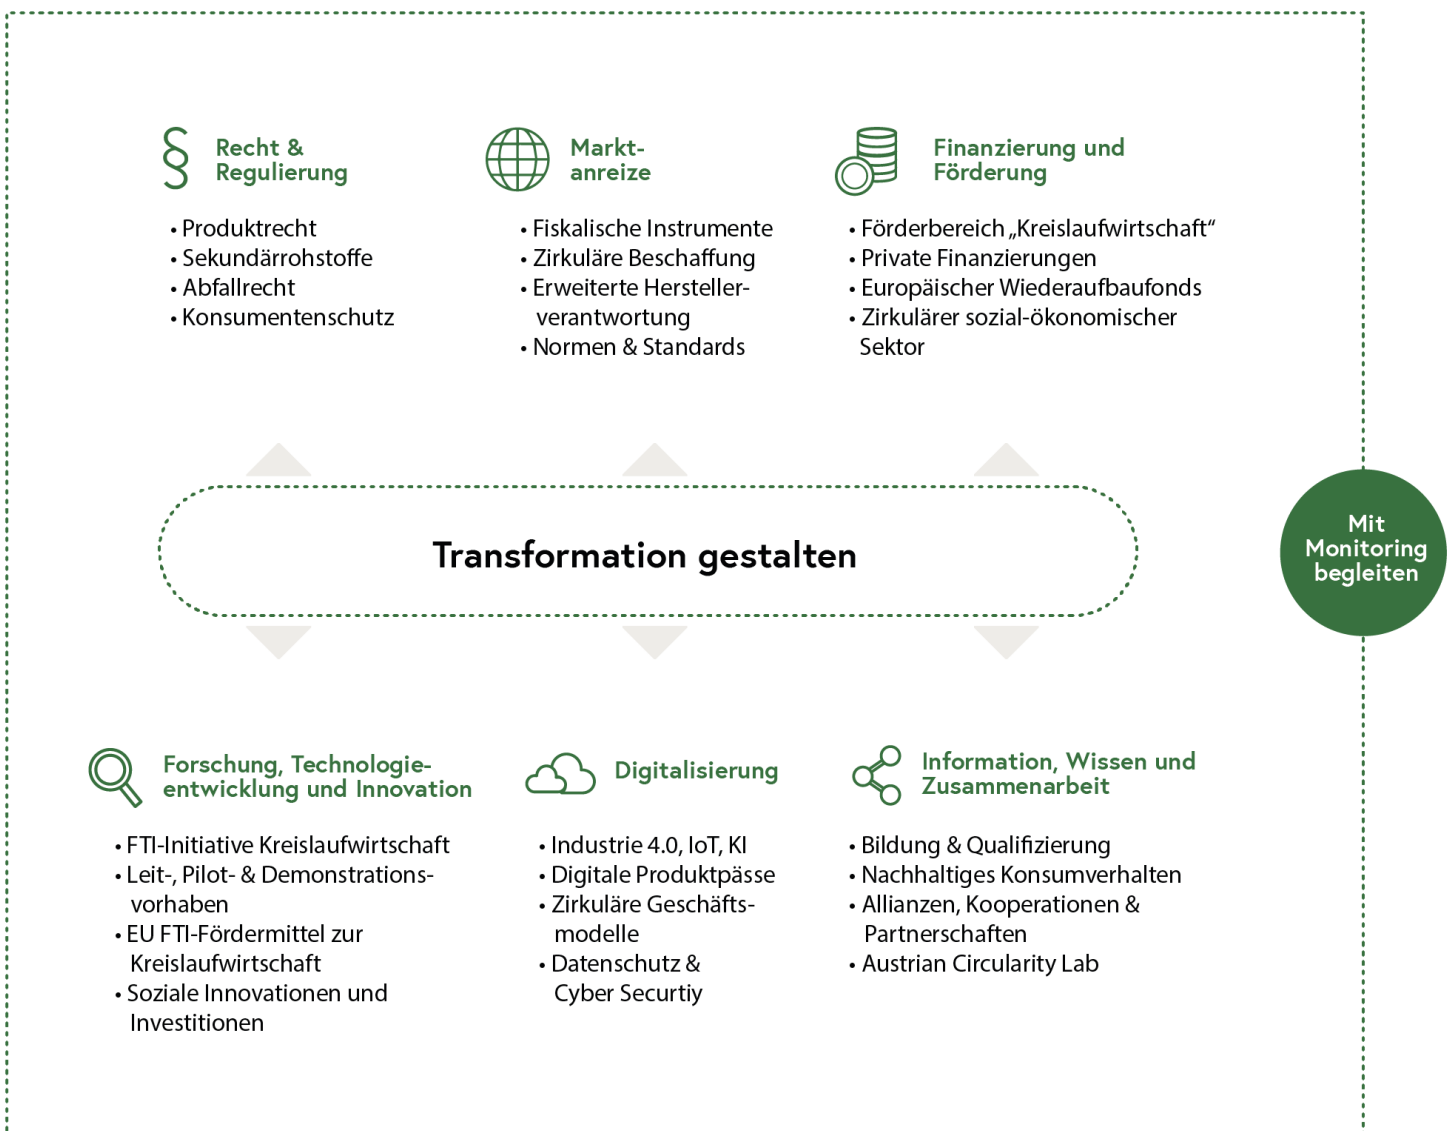 Recht &
Regulierung
• Produktrecht
• Sekundärrohstoffe
• Abfallrecht
• Konsumentenschutz
Markt-
anreize
• Fiskalische Instrumente
• Zirkuläre Beschaffung
• Erweiterte Hersteller-
verantwortung
• Normen & Standards
Finanzierung und
Förderung
• Förderbereich „Kreislaufwirtschaft“
• Private Finanzierungen
• Europäischer Wiederaufbaufonds
• Zirkulärer sozial-ökonomischer
Sektor
Transformation gestalten
Mit
Monitoring
begleiten
Forschung, Technologie-
entwicklung und Innovation
• FTI-Initiative Kreislaufwirtschaft
• Leit-, Pilot- & Demonstrations-
vorhaben
• EU FTI-Fördermittel zur
Kreislaufwirtschaft
• Soziale Innovationen und
Investitionen
Digitalisierung
• Industrie 4.0, IoT, KI
• Digitale Produktpässe
• Zirkuläre Geschäfts-
modelle
• Datenschutz &
Cyber Securtiy
Information, Wissen und
Zusammenarbeit
• Bildung & Qualifizierung
• Nachhaltiges Konsumverhalten
• Allianzen, Kooperationen &
Partnerschaften
• Austrian Circularity Lab